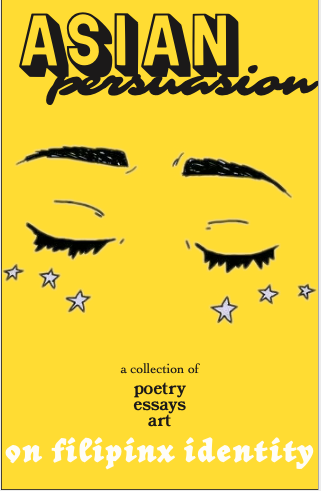 ASIAN
persuasion
a collection of
poetry
essays
art
on filipinx identity